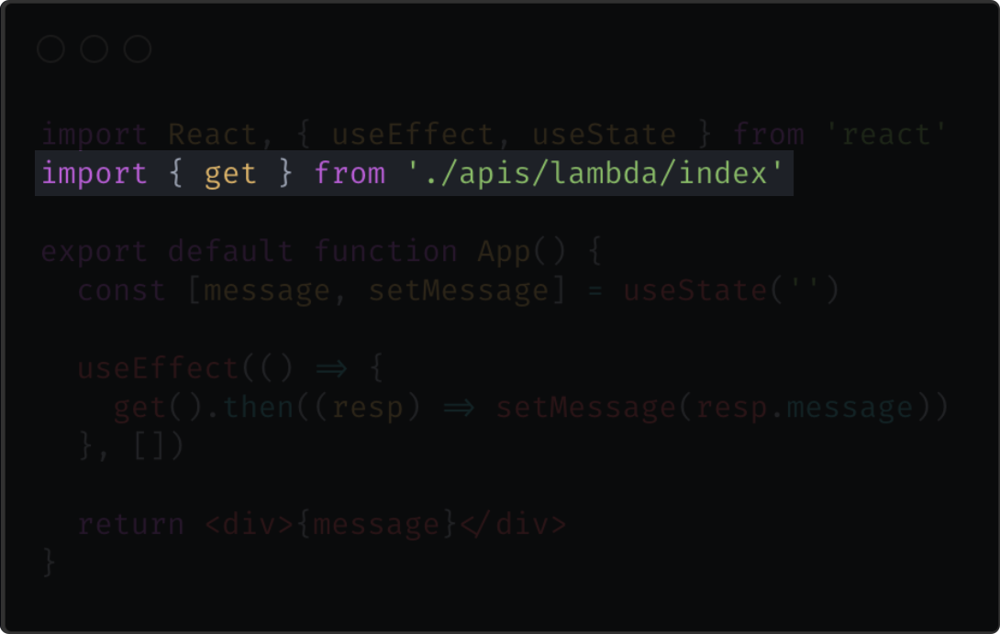 import React, { useEffect, useState } from 'react'
import { get } from './apis/lambda/index'
export default function App() {
const [message, setMessage] = useState('')
useEffect(() => {
get().then((resp) => setMessage(resp.message))
}, [])
return <div>{message}</div>
}